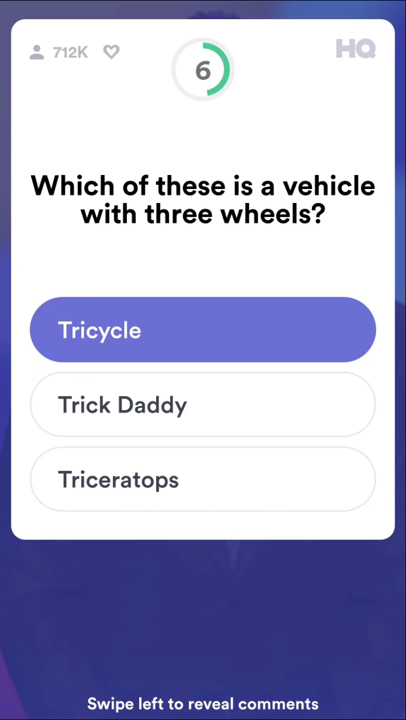 712K
6
HQ
Which of these is a vehicle
with three wheels?
Tricycle
Trick Daddy
Triceratops
Swipe left to reveal comments